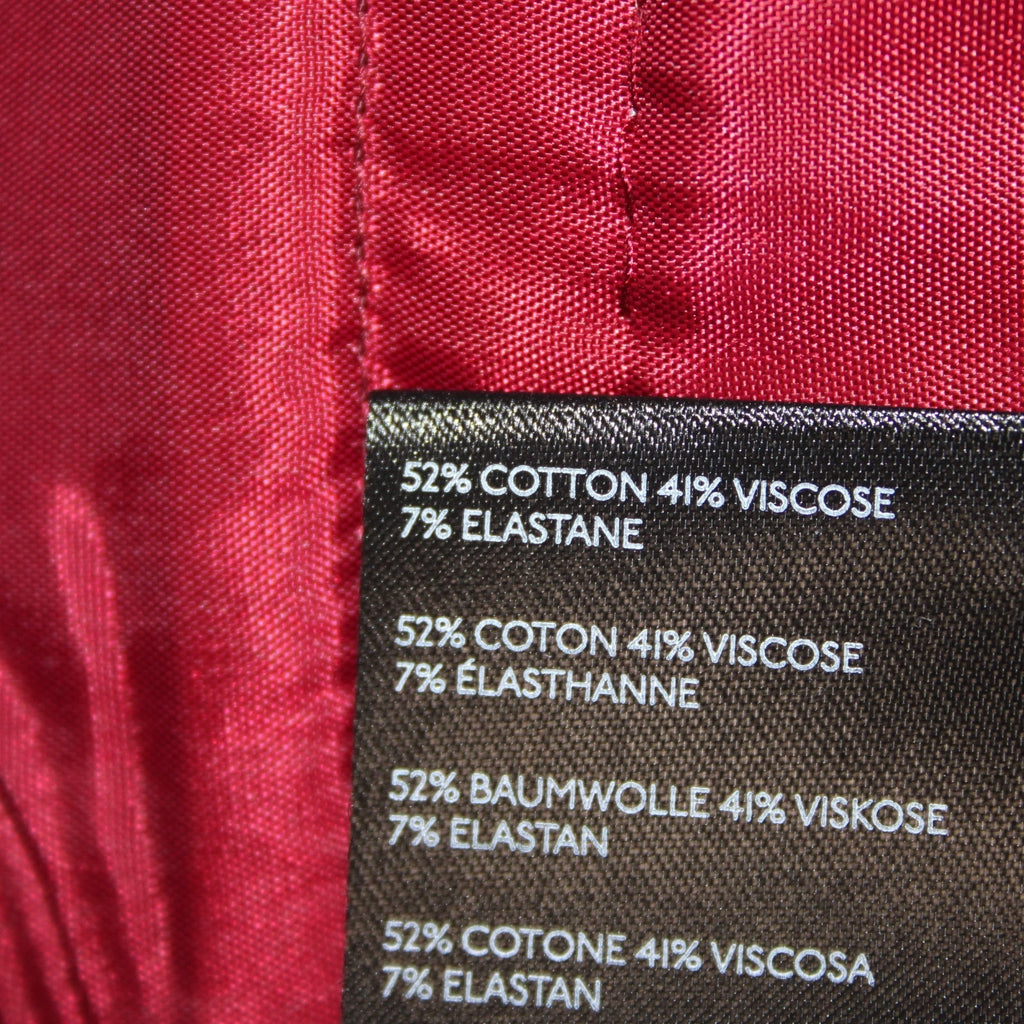 52% COTTON 41% VISCOSE
7% ELASTANE
52% COTON 41% VISCOSE
7% ÉLASTHANNE
52% BAUMWOLLE 41% VISKOSE
7% ELASTAN
52% COTONE 41% VISCOSA
7% ELASTAN